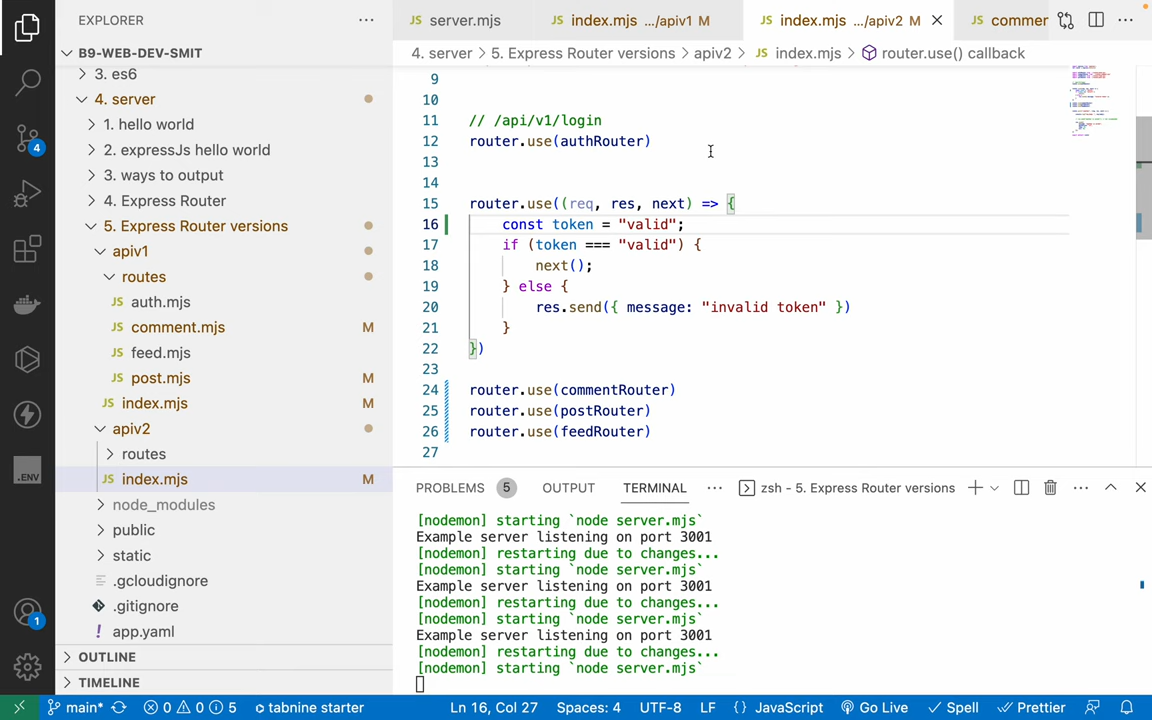 EXPLORER
server.mjs
index.mjs .../apiv1 M
index.mjs .../apiv2 M
commer
B9-WEB-DEV-SMIT
4. server > 5. Express Router versions > apiv2 > JS index.mjs > router.use() callback
3. es6
4. server
1. hello world
2. expressJs hello world
3. ways to output
4. Express Router
5. Express Router versions
apiv1
routes
JS auth.mjs
JS comment.mjs M
JS feed.mjs
JS post.mjs M
JS index.mjs M
apiv2
routes
JS index.mjs M
node_modules
public
static
.gcloudignore
.gitignore
! app.yaml
OUTLINE
TIMELINE
9
10
11 // /api/v1/login
12 router.use(authRouter)
13
14
15 router.use((req, res, next) => {
16 const token = "valid";
17 if (token === "valid") {
18 next();
19 } else {
20 res.send({ message: "invalid token" })
21 }
22 })
23
24 router.use(commentRouter)
25 router.use(postRouter)
26 router.use(feedRouter)
27
PROBLEMS 5 OUTPUT TERMINAL ··· zsh - 5. Express Router versions
[nodemon] starting `node server.mjs`
Example server listening on port 3001
[nodemon] restarting due to changes...
[nodemon] starting `node server.mjs`
Example server listening on port 3001
[nodemon] restarting due to changes...
[nodemon] starting `node server.mjs`
Example server listening on port 3001
[nodemon] restarting due to changes...
[nodemon] starting `node server.mjs`
4
.ENV
1
main* 0 0 5 tabnine starter Ln 16, Col 27 Spaces: 4 UTF-8 LF {} JavaScript Go Live Spell Prettier